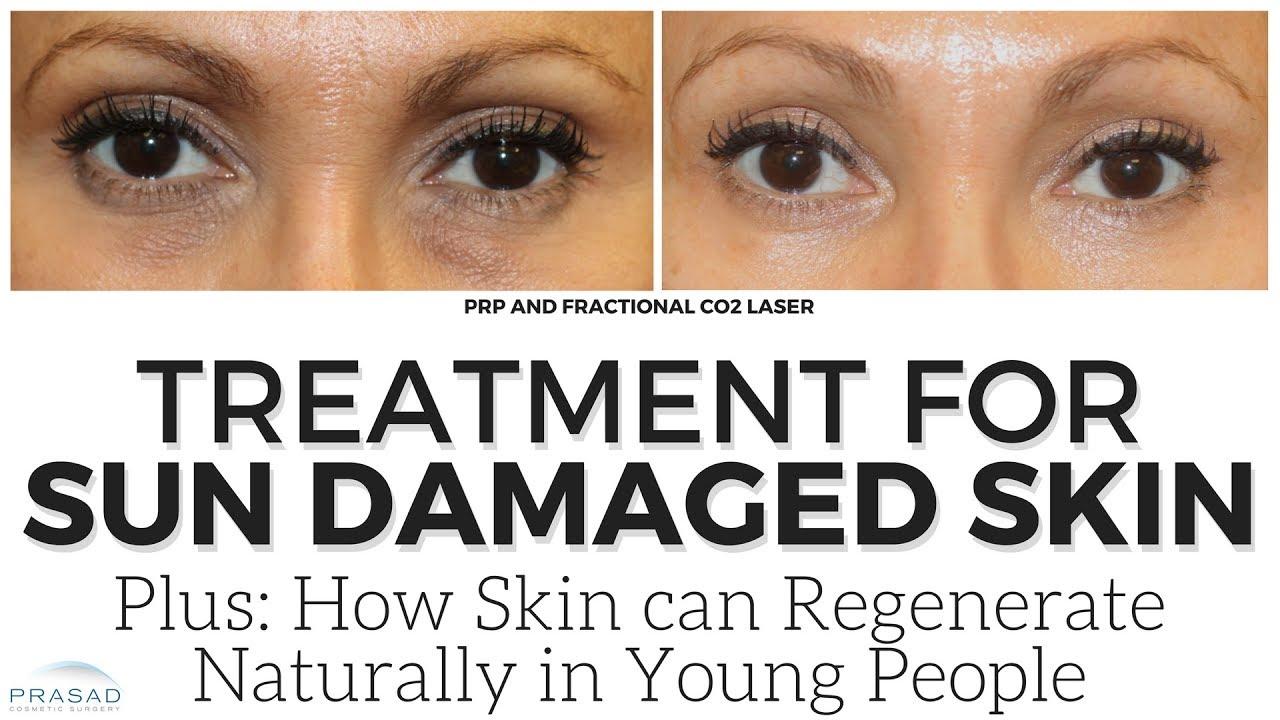 PRP AND FRACTIONAL CO2 LASER
TREATMENT FOR
SUN DAMAGED SKIN
Plus: How Skin can Regenerate
Naturally in Young People
PRASAD
COSMETIC SURGERY